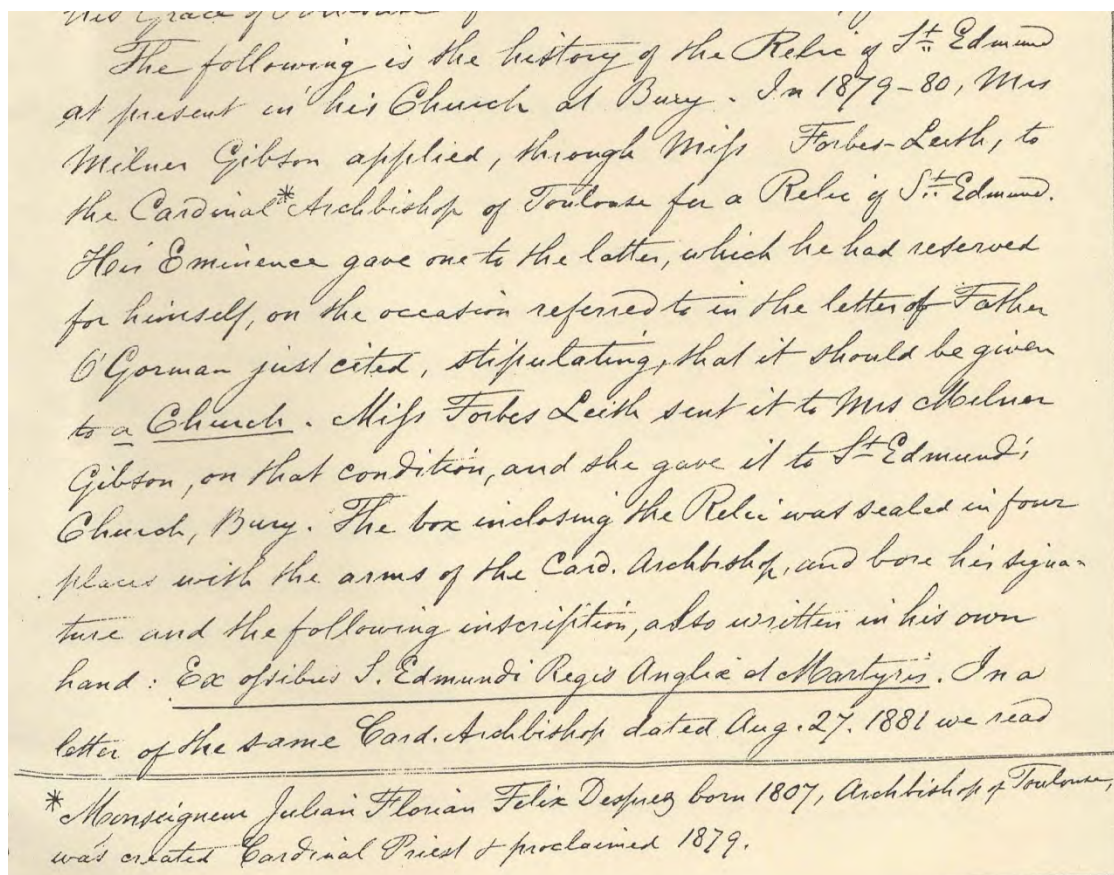 his Grace of Toulouse
The following is the history of the Relic of St Edmund
at present in his Church at Bury. In 1879-80, Mrs
Milner Gibson applied, through Miss Forbes-Leith, to
the Cardinal * Archbishop of Toulouse for a Relic of St Edmund.
His Eminence gave one to the latter, which he had reserved
for himself, on the occasion referred to in the letter of Father
O'Gorman just cited, stipulating, that it should be given
to a Church. Miss Forbes Leith sent it to Mrs Milner
Gibson, on that condition, and she gave it to St Edmund's
Church, Bury. The box inclosing the Relic was sealed in four
places with the arms of the Card. Archbishop, and bore his signa-
ture and the following inscription, also written in his own
hand: Ex ossibus S. Edmundi Regis Angliæ et Martyris. In a
letter of the same Card. Archbishop dated Aug. 27. 1881 we read
* Monseigneur Julian Florian Felix Desprez born 1807, Archbishop of Toulouse,
was created Cardinal Priest & proclaimed 1879.